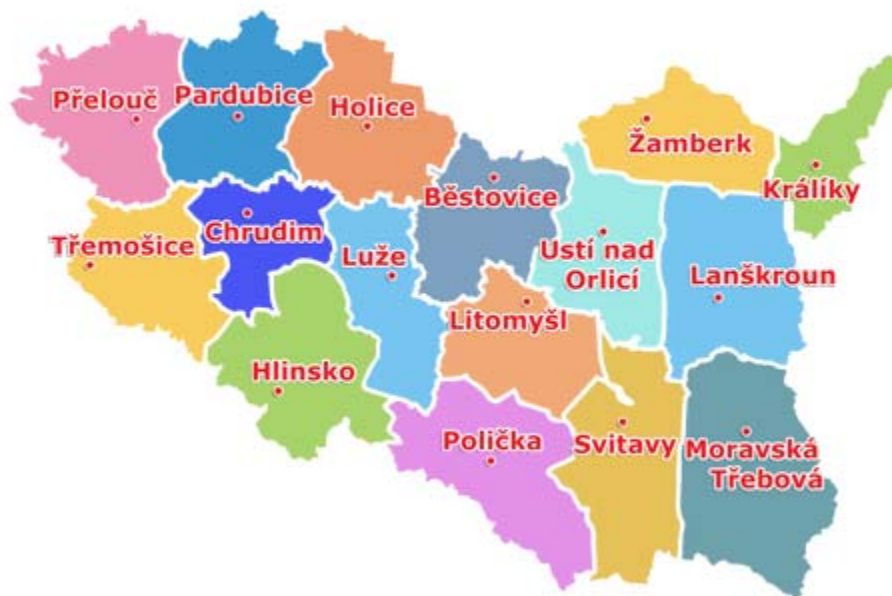 Přelouč
Pardubice
Holice
Žamberk
Králíky
Běstovice
Třemošice
Chrudim
Luže
Ustí nad
Orlicí
Lanškroun
Litomyšl
Hlinsko
Polička
Svitavy
Moravská
Třebová